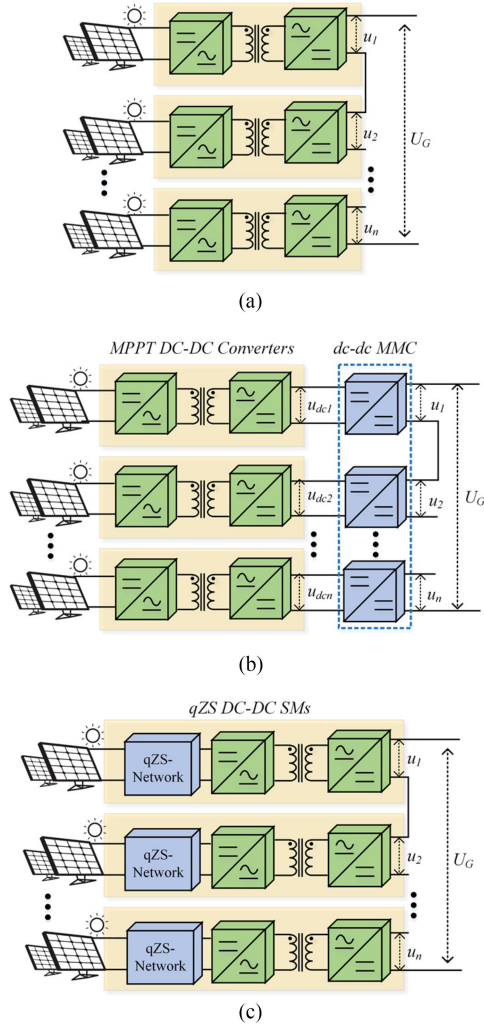 u1
u2
UG
un
(a)
MPPT DC-DC Converters dc-dc MMC
udc1 u1
udc2 u2
UG
udcn un
(b)
qZS DC-DC SMs
qZS-
Network
u1
qZS-
Network
u2
UG
qZS-
Network
un
(c)